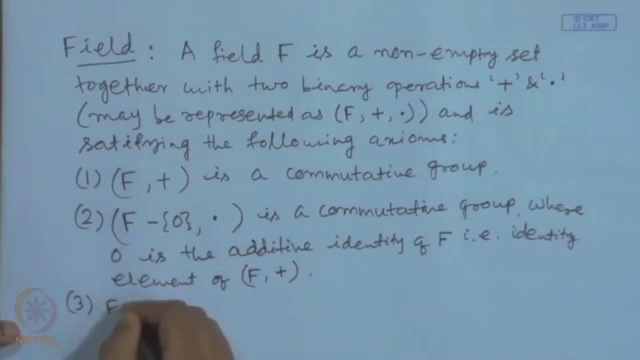 © CET
I.I.T. KGP
Field : A field F is a non-empty set
together with two binary operations '+' & '.'
(may be represented as (F, +, ·)) and is
satisfying the following axioms:
(1) (F, +) is a commutative group.
(2) (F - {0}, ·) is a commutative group, where
0 is the additive identity of F i.e. identity
element of (F, +).
(3) F
NPTEL